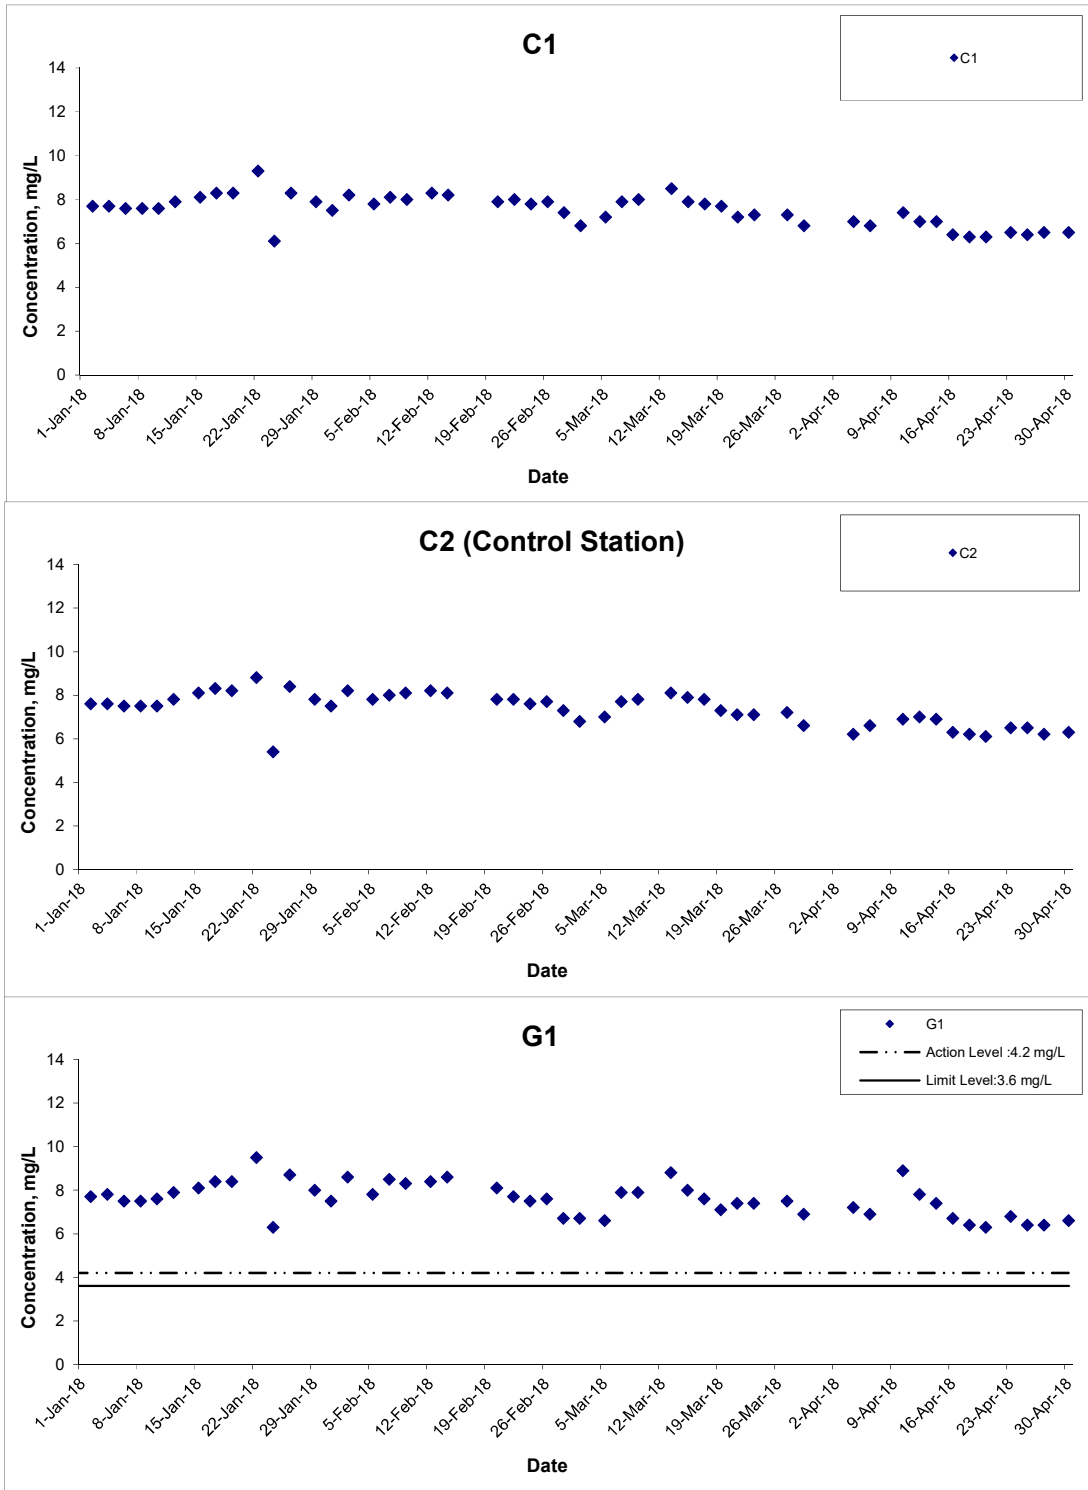 C1
C1
14
12
10
8
6
4
2
0
Concentration, mg/L
1-Jan-18 8-Jan-18 15-Jan-18 22-Jan-18 29-Jan-18 5-Feb-18 12-Feb-18 19-Feb-18 26-Feb-18 5-Mar-18 12-Mar-18 19-Mar-18 26-Mar-18 2-Apr-18 9-Apr-18 16-Apr-18 23-Apr-18 30-Apr-18
Date
C2 (Control Station)
C2
14
12
10
8
6
4
2
0
Concentration, mg/L
1-Jan-18 8-Jan-18 15-Jan-18 22-Jan-18 29-Jan-18 5-Feb-18 12-Feb-18 19-Feb-18 26-Feb-18 5-Mar-18 12-Mar-18 19-Mar-18 26-Mar-18 2-Apr-18 9-Apr-18 16-Apr-18 23-Apr-18 30-Apr-18
Date
G1
G1
Action Level :4.2 mg/L
Limit Level:3.6 mg/L
14
12
10
8
6
4
2
0
Concentration, mg/L
1-Jan-18 8-Jan-18 15-Jan-18 22-Jan-18 29-Jan-18 5-Feb-18 12-Feb-18 19-Feb-18 26-Feb-18 5-Mar-18 12-Mar-18 19-Mar-18 26-Mar-18 2-Apr-18 9-Apr-18 16-Apr-18 23-Apr-18 30-Apr-18
Date